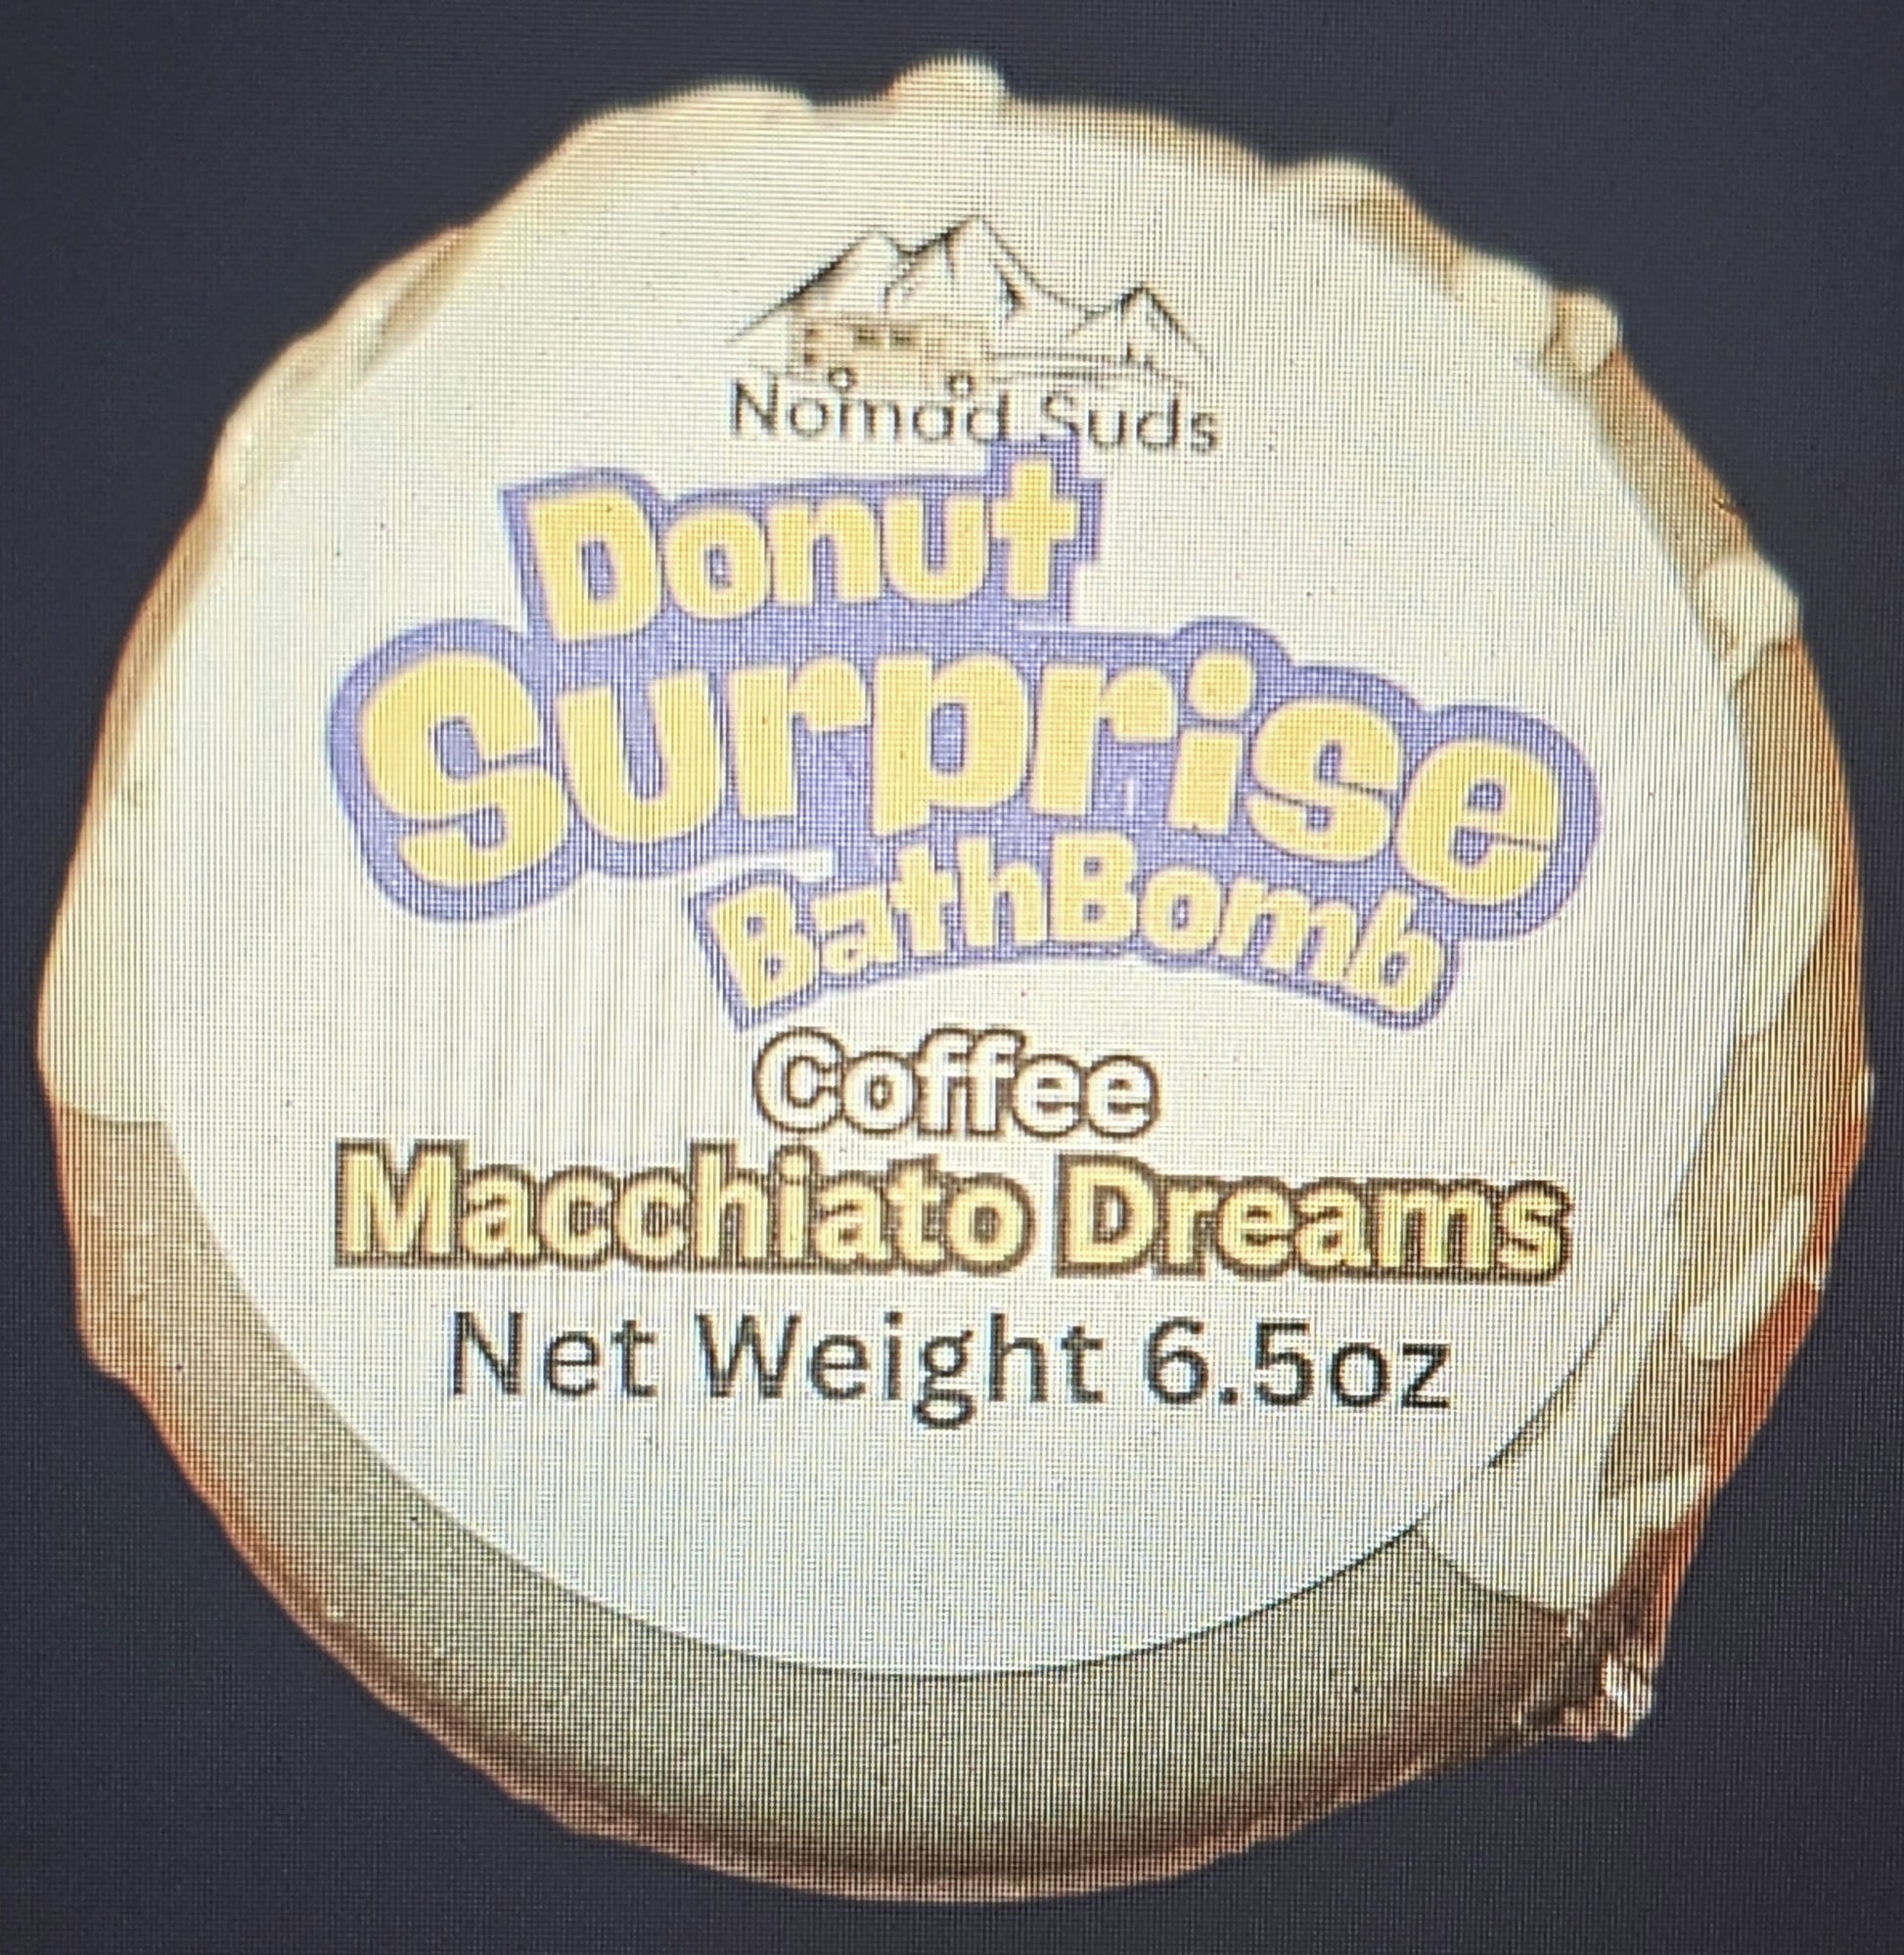 Nomad Suds
Donut
Surprise
BathBomb
Coffee
Macchiato Dreams
Net Weight 6.5oz